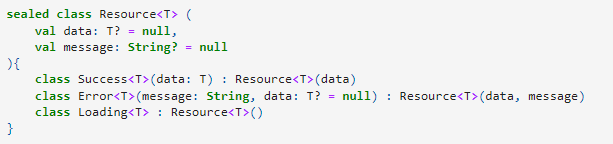 sealed class Resource<T> (
    val data: T? = null,
    val message: String? = null
){
    class Success<T>(data: T) : Resource<T>(data)
    class Error<T>(message: String, data: T? = null) : Resource<T>(data, message)
    class Loading<T> : Resource<T>()
}